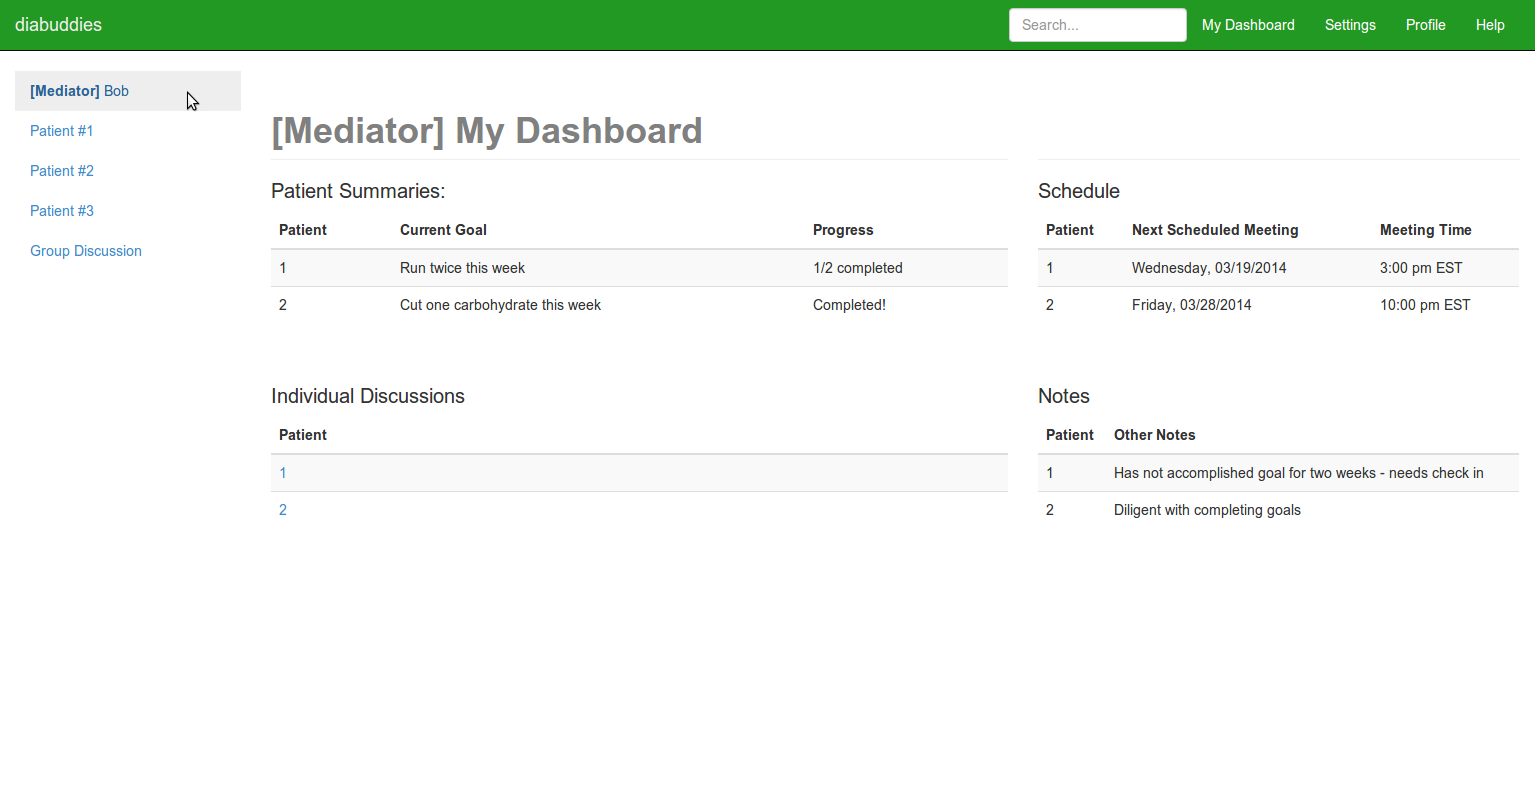 diabuddies
Search... My Dashboard Settings Profile Help
[Mediator] Bob
Patient #1
Patient #2
Patient #3
Group Discussion
[Mediator] My Dashboard
Patient Summaries:
Patient Current Goal Progress
1 Run twice this week 1/2 completed
2 Cut one carbohydrate this week Completed!
Schedule
Patient Next Scheduled Meeting Meeting Time
1 Wednesday, 03/19/2014 3:00 pm EST
2 Friday, 03/28/2014 10:00 pm EST
Individual Discussions
Patient
1
2
Notes
Patient Other Notes
1 Has not accomplished goal for two weeks - needs check in
2 Diligent with completing goals